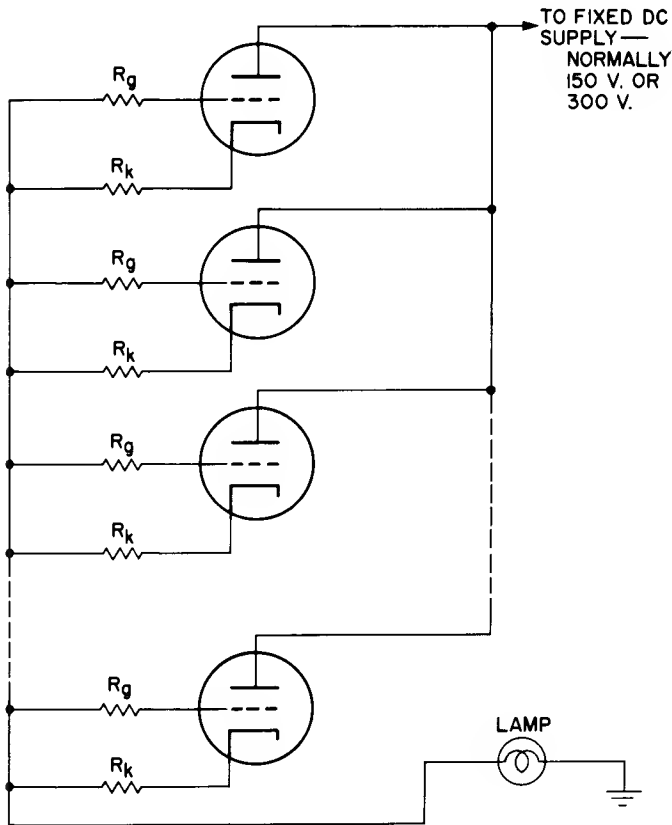 TO FIXED DC
SUPPLY —
NORMALLY
150 V. OR
300 V.
Rg
Rk
Rg
Rk
Rg
Rk
Rg
Rk
LAMP